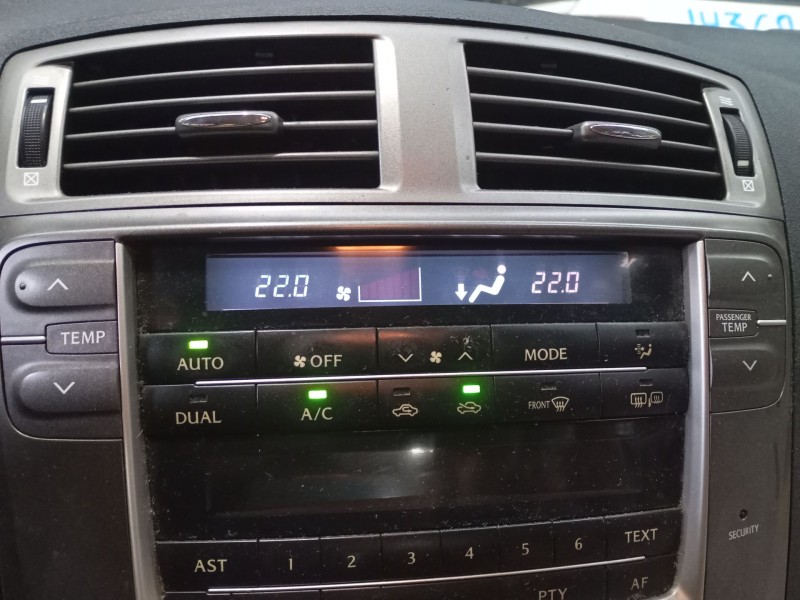 22.0 22.0
TEMP
PASSENGER
TEMP
AUTO OFF MODE
DUAL A/C FRONT
SECURITY
AST 1 2 3 4 5 6 TEXT
PTY AF